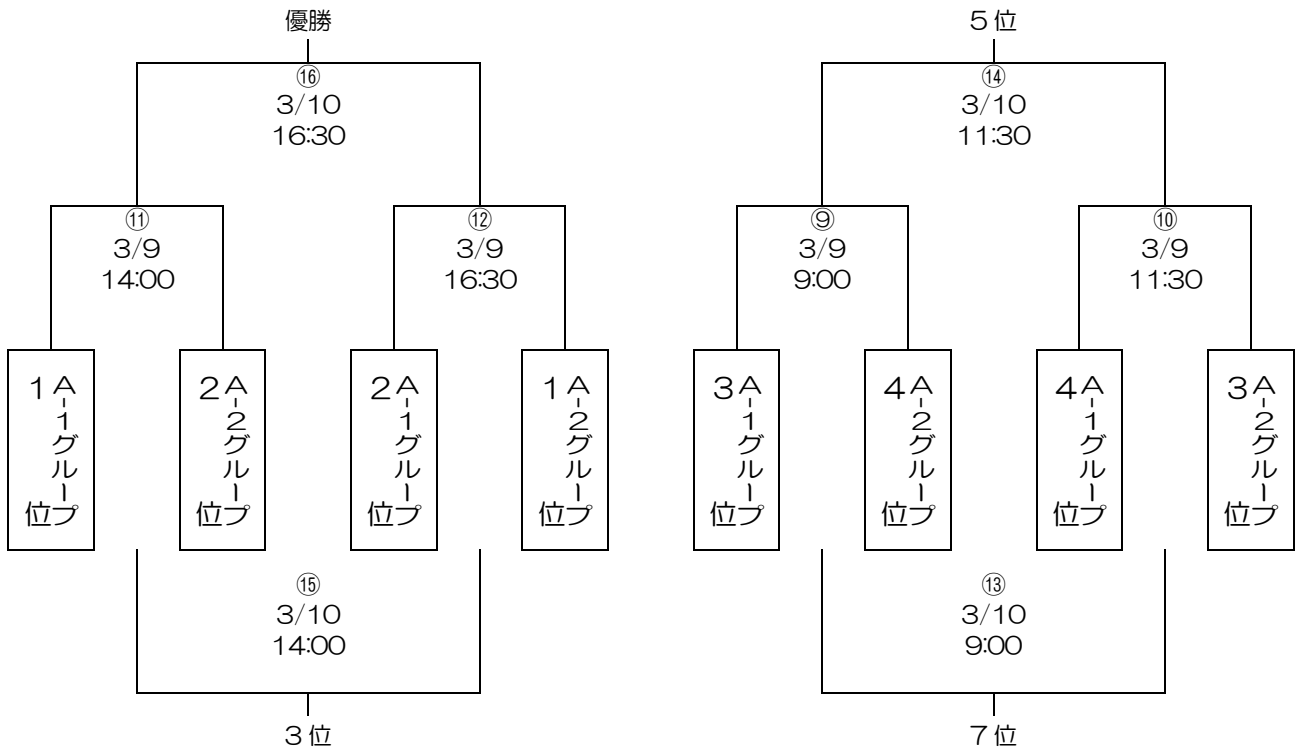 優勝
⑯
3/10
16:30
⑪
3/9
14:00
⑫
3/9
16:30
A-1グループ
1位
A-2グループ
2位
A-1グループ
2位
A-2グループ
1位
⑮
3/10
14:00
3位
5位
⑭
3/10
11:30
⑨
3/9
9:00
⑩
3/9
11:30
A-1グループ
3位
A-2グループ
4位
A-1グループ
4位
A-2グループ
3位
⑬
3/10
9:00
7位